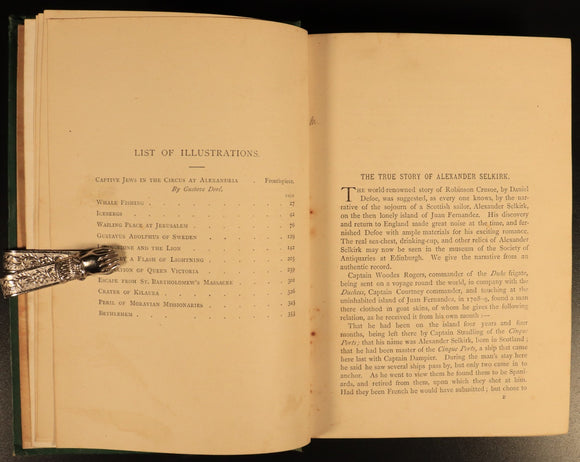 LIST OF ILLUSTRATIONS.
CAPTIVE JEWS IN THE CIRCUS AT ALEXANDRIA . Frontispiece.
By Gustave Doré.
PAGE
WHALE FISHING . . . . . . 27
ICEBERGS . . . . . . 42
WAILING PLACE AT JERUSALEM . . . . 76
GUSTAVUS ADOLPHUS OF SWEDEN . . . . 129
AND THE LION . . . . 192
A FLASH OF LIGHTNING . . . . 205
OF QUEEN VICTORIA . . . . 257
ESCAPE FROM ST. BARTHOLOMEW'S MASSACRE . . 302
CRATER OF KILAUEA . . . . . 326
PERIL OF MORAVIAN MISSIONARIES . . . 345
BETHLEHEM . . . . . . 353
THE TRUE STORY OF ALEXANDER SELKIRK.
THE world-renowned story of Robinson Crusoe, by Daniel
Defoe, was suggested, as every one knows, by the nar-
rative of the sojourn of a Scottish sailor, Alexander Selkirk,
on the then lonely island of Juan Fernandez. His discovery
and return to England made great noise at the time, and fur-
nished Defoe with ample materials for his exciting romance.
The real sea-chest, drinking-cup, and other relics of Alexander
Selkirk may now be seen in the museum of the Society of
Antiquaries at Edinburgh. We give the narrative from an
authentic record.
Captain Woodes Rogers, commander of the Duke frigate,
being sent on a voyage round the world, in company with the
Duchess, Captain Courtney commander, and touching at the
uninhabited island of Juan Fernandez, in 1708-9, found a man
there clothed in goat skins, of whom he gives the following
relation, as he received it from his own mouth :—
That he had been on the island four years and four
months, being left there by Captain Stradling of the Cinque
Ports; that his name was Alexander Selkirk, born in Scotland;
that he had been master of the Cinque Ports, a ship that came
here last with Captain Dampier. During the man's stay here
he said he saw several ships pass by, but only two came in to
anchor. As he went to view them he found them to be Spani-
ards, and retired from them, upon which they shot at him.
Had they been French he would have submitted; but chose to